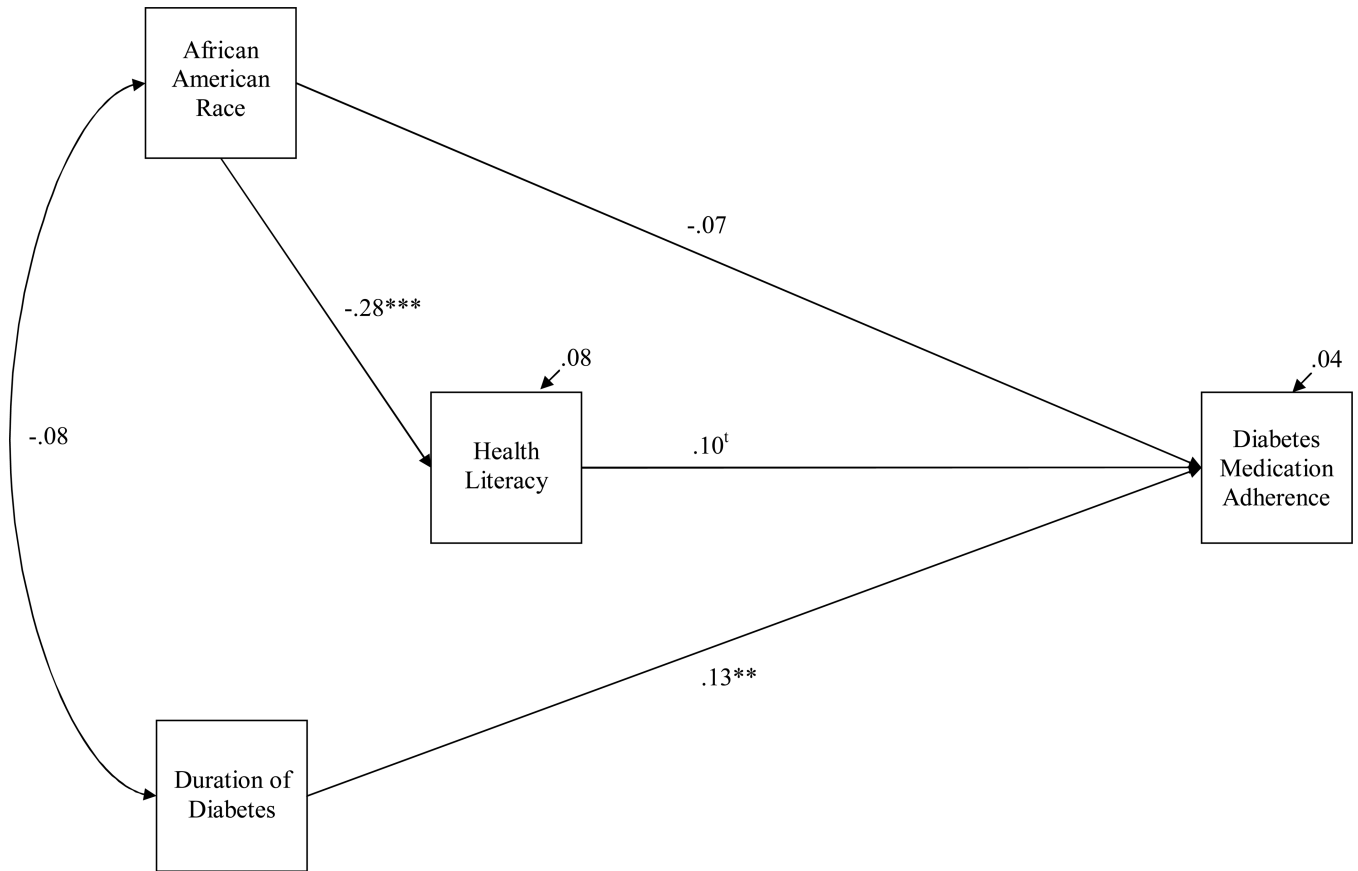 African
American
Race
-.07
-.28***
.08
.04
-.08
Health
Literacy
.10ᵗ
Diabetes
Medication
Adherence
.13**
Duration of
Diabetes